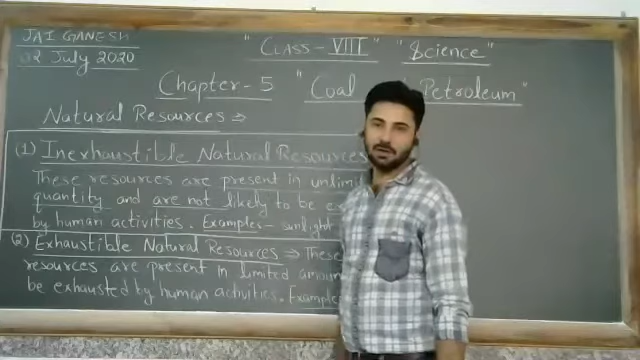 JAI GANESH
02 July 2020
"CLASS - VIII" "Science"
Chapter - 5 "Coal Petroleum"
Natural Resources ⇒
(1) Inexhaustible Natural Resources
These resources are present in
quantity and are not likely to be
by human activities. Examples - sunlight
(2) Exhaustible Natural Resources ⇒ These
resources are present in limited
be exhausted by human activities. Example